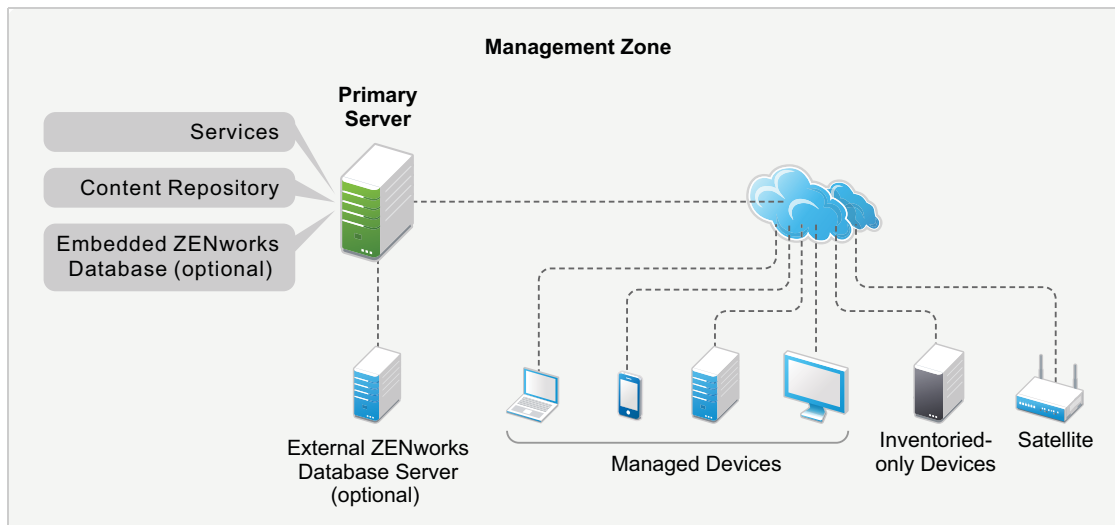 Management Zone
Primary
Server
Services
Content Repository
Embedded ZENworks
Database (optional)
External ZENworks
Database Server
(optional)
Managed Devices
Inventoried-
only Devices
Satellite